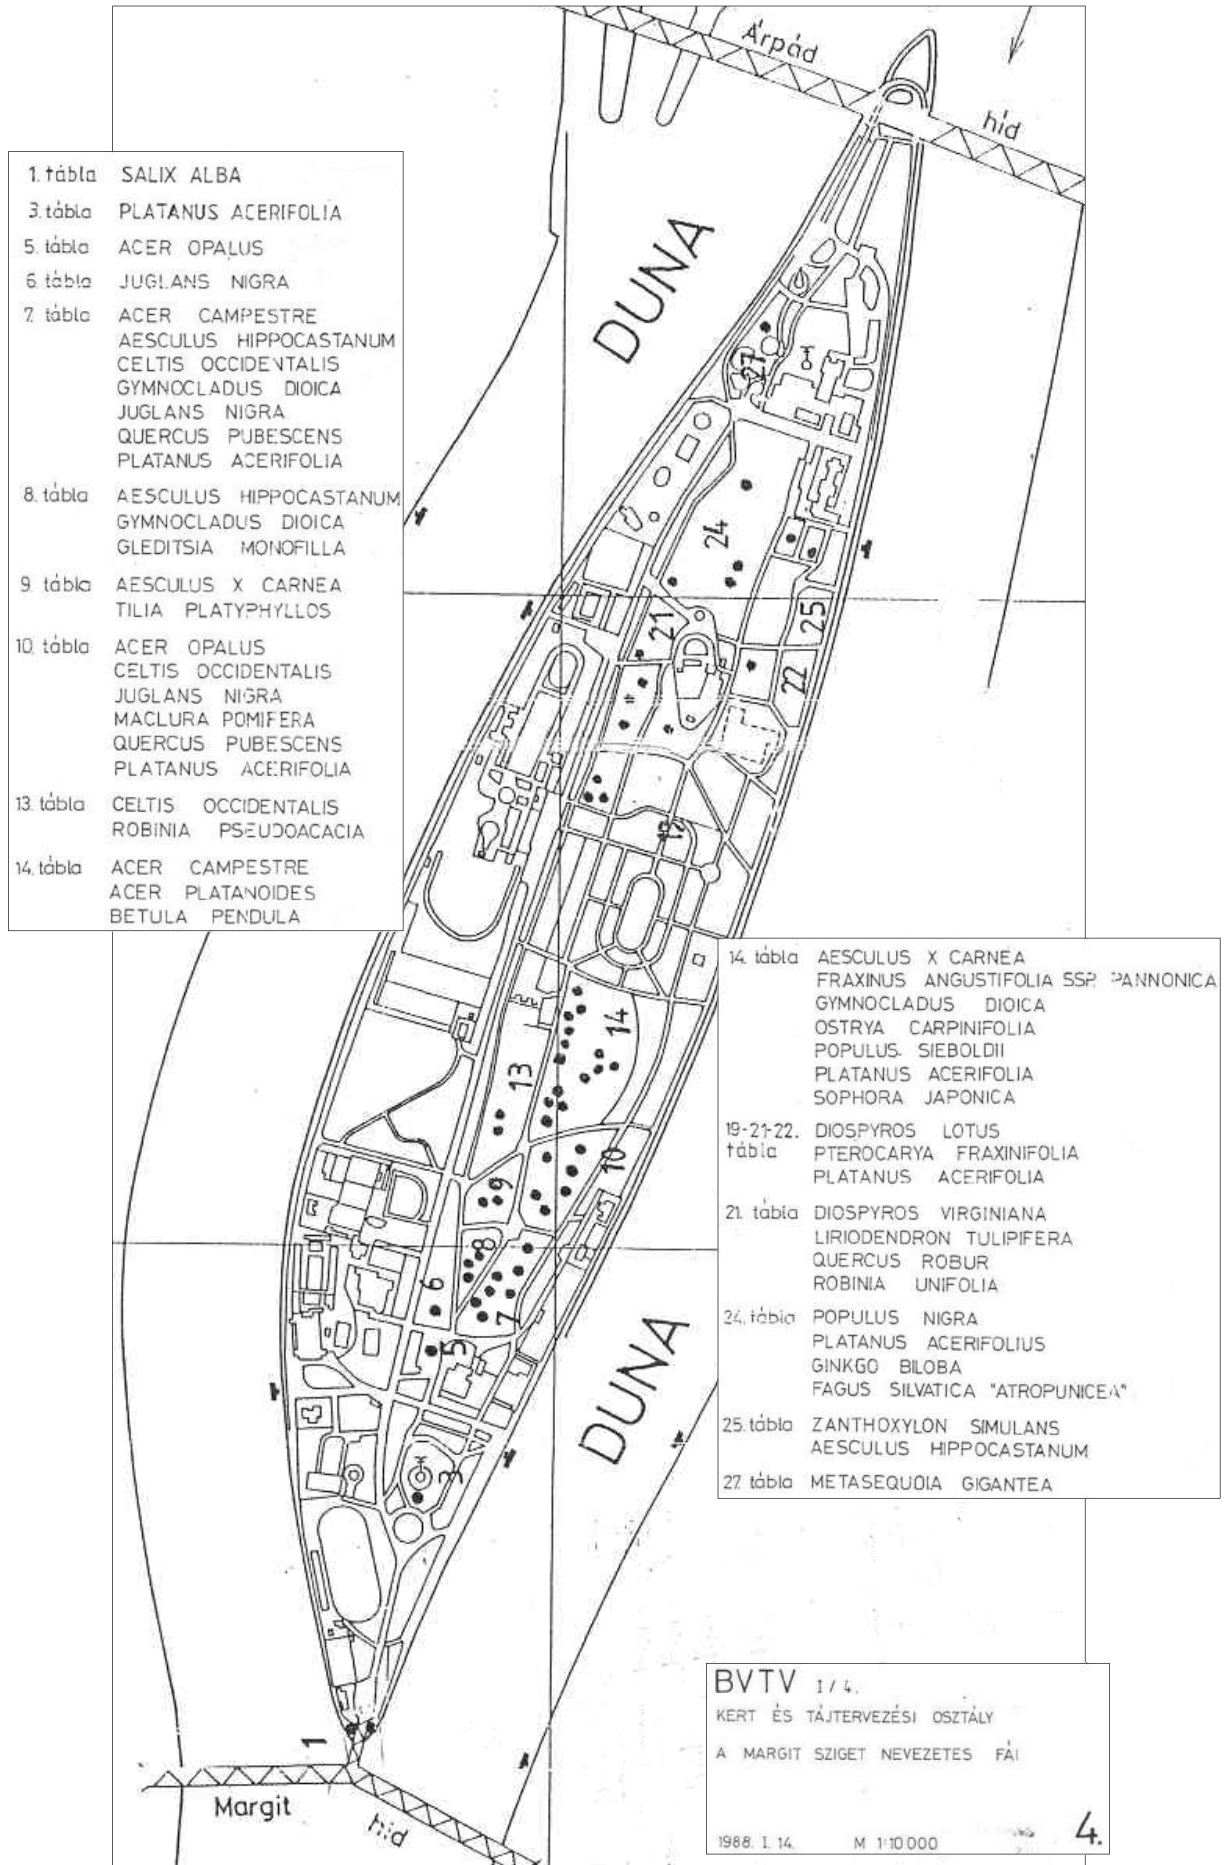 Árpád
híd
DUNA
1. tábla SALIX ALBA
3. tábla PLATANUS ACERIFOLIA
5. tábla ACER OPALUS
6. tábla JUGLANS NIGRA
7. tábla ACER CAMPESTRE
AESCULUS HIPPOCASTANUM
CELTIS OCCIDENTALIS
GYMNOCLADUS DIOICA
JUGLANS NIGRA
QUERCUS PUBESCENS
PLATANUS ACERIFOLIA
8. tábla AESCULUS HIPPOCASTANUM
GYMNOCLADUS DIOICA
GLEDITSIA MONOFILLA
9. tábla AESCULUS X CARNEA
TILIA PLATYPHYLLOS
10. tábla ACER OPALUS
CELTIS OCCIDENTALIS
JUGLANS NIGRA
MACLURA POMIFERA
QUERCUS PUBESCENS
PLATANUS ACERIFOLIA
13. tábla CELTIS OCCIDENTALIS
ROBINIA PSEUDOACACIA
14. tábla ACER CAMPESTRE
ACER PLATANOIDES
BETULA PENDULA
27
24
25
21
22
14
13
10
9
8
6
7
5
3
1
DUNA
14. tábla AESCULUS X CARNEA
FRAXINUS ANGUSTIFOLIA SSP. PANNONICA
GYMNOCLADUS DIOICA
OSTRYA CARPINIFOLIA
POPULUS SIEBOLDII
PLATANUS ACERIFOLIA
SOPHORA JAPONICA
19-21-22. DIOSPYROS LOTUS
tábla PTEROCARYA FRAXINIFOLIA
PLATANUS ACERIFOLIA
21. tábla DIOSPYROS VIRGINIANA
LIRIODENDRON TULIPIFERA
QUERCUS ROBUR
ROBINIA UNIFOLIA
24. tábla POPULUS NIGRA
PLATANUS ACERIFOLIUS
GINKGO BILOBA
FAGUS SILVATICA "ATROPUNICEA"
25. tábla ZANTHOXYLON SIMULANS
AESCULUS HIPPOCASTANUM
27. tábla METASEQUOIA GIGANTEA
Margit
híd
BVTV I/4.
KERT ÉS TÁJTERVEZÉSI OSZTÁLY
A MARGIT SZIGET NEVEZETES FÁI
1988. I. 14. M 1:10 000 4.